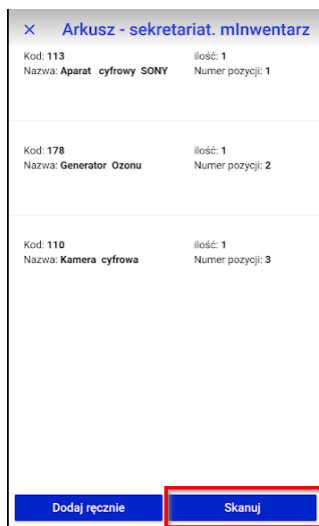 × Arkusz - sekretariat. mInwentarz
Kod: 113 ilość: 1
Nazwa: Aparat cyfrowy SONY Numer pozycji: 1
Kod: 178 ilość: 1
Nazwa: Generator Ozonu Numer pozycji: 2
Kod: 110 ilość: 1
Nazwa: Kamera cyfrowa Numer pozycji: 3
Dodaj ręcznie Skanuj